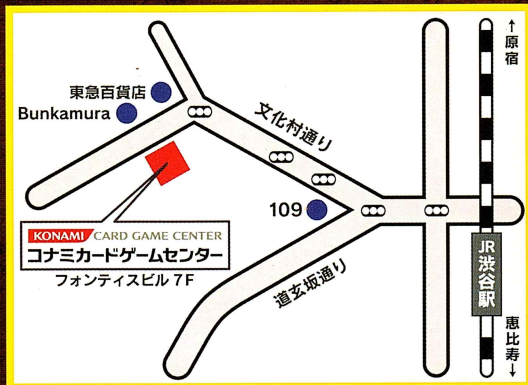 ↑原宿
東急百貨店
Bunkamura
文化村通り
109
KONAMI CARD GAME CENTER
コナミカードゲームセンター
フォンティスビル 7F
道玄坂通り
JR渋谷駅
恵比寿↓